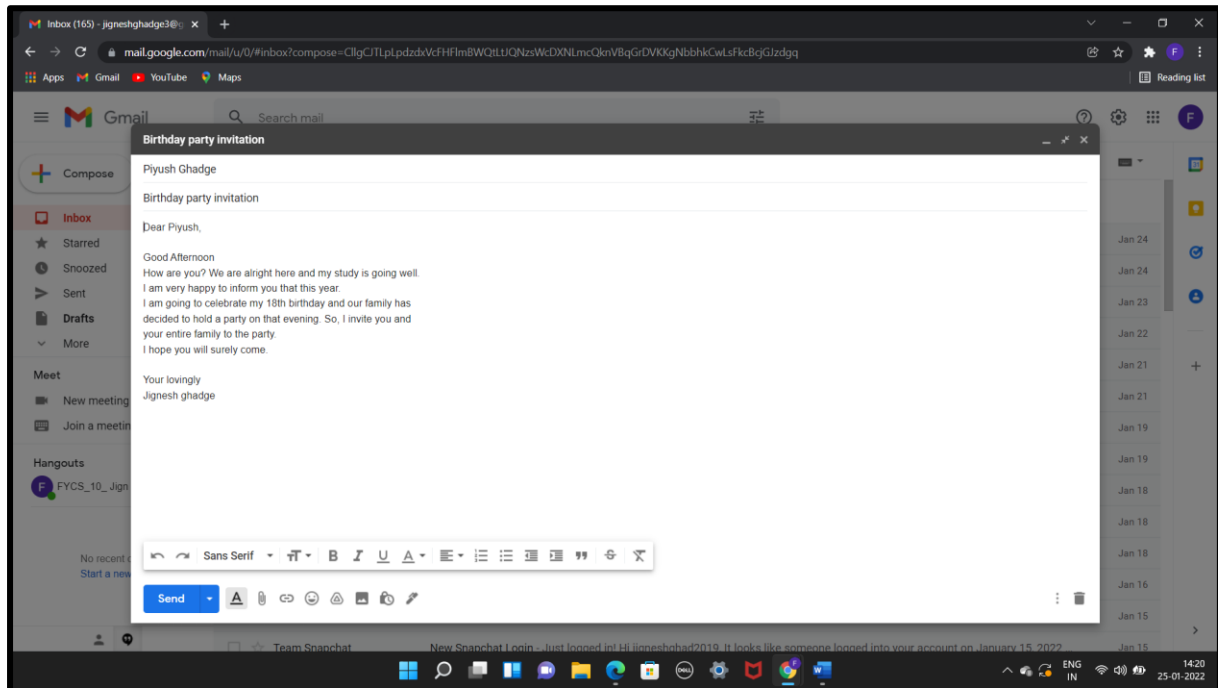 Inbox (165) - jigneshghadge3@g
mail.google.com/mail/u/0/#inbox?compose=
Apps Gmail YouTube Maps Reading list
Gmail Search mail
F
Birthday party invitation
Piyush Ghadge
Birthday party invitation
Dear Piyush,
Good Afternoon
How are you? We are alright here and my study is going well.
I am very happy to inform you that this year.
I am going to celebrate my 18th birthday and our family has
decided to hold a party on that evening. So, I invite you and
your entire family to the party.
I hope you will surely come.
Your lovingly
Jignesh ghadge
Sans Serif
Send
Compose
Inbox
Starred
Snoozed
Sent
Drafts
More
Meet
New meeting
Join a meetin
Hangouts
FYCS_10_ Jign
No recent
Start a new
Jan 24
Jan 24
Jan 23
Jan 22
Jan 21
Jan 21
Jan 19
Jan 19
Jan 18
Jan 18
Jan 18
Jan 16
Jan 15
Team Snapchat New Snapchat Login - Just logged in! Hi jigneshghad2019, It looks like someone logged into your account on January 15, 2022 Jan 15
ENG
IN
14:20
25-01-2022